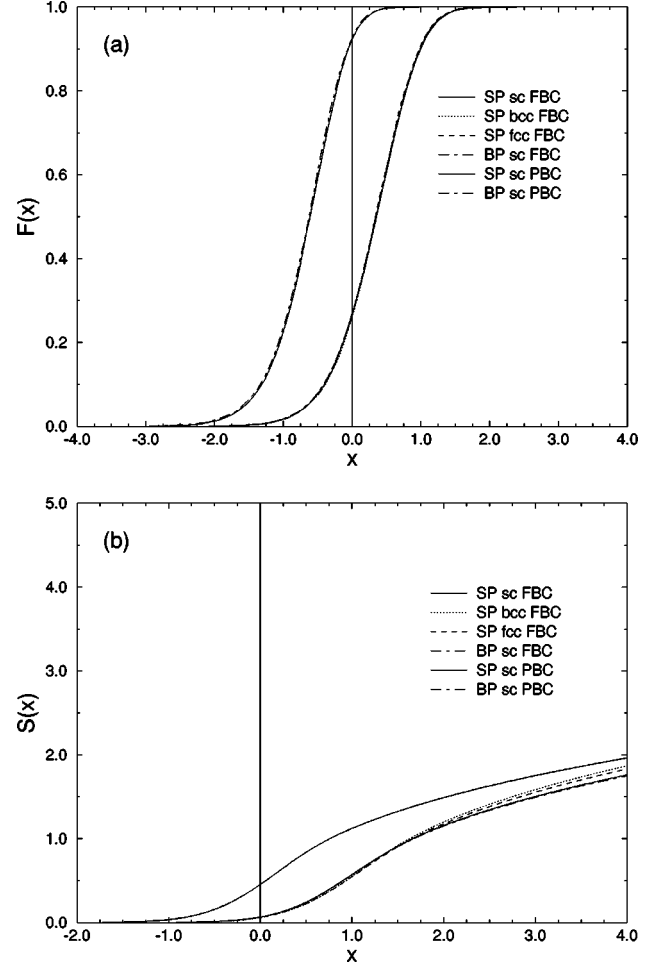 1.0
(a)
0.8
SP sc FBC
SP bcc FBC
SP fcc FBC
BP sc FBC
SP sc PBC
BP sc PBC
0.6
F(x)
0.4
0.2
0.0
-4.0 -3.0 -2.0 -1.0 0.0 1.0 2.0 3.0 4.0
x
5.0
(b)
4.0
SP sc FBC
SP bcc FBC
SP fcc FBC
BP sc FBC
SP sc PBC
BP sc PBC
3.0
S(x)
2.0
1.0
0.0
-2.0 -1.0 0.0 1.0 2.0 3.0 4.0
x